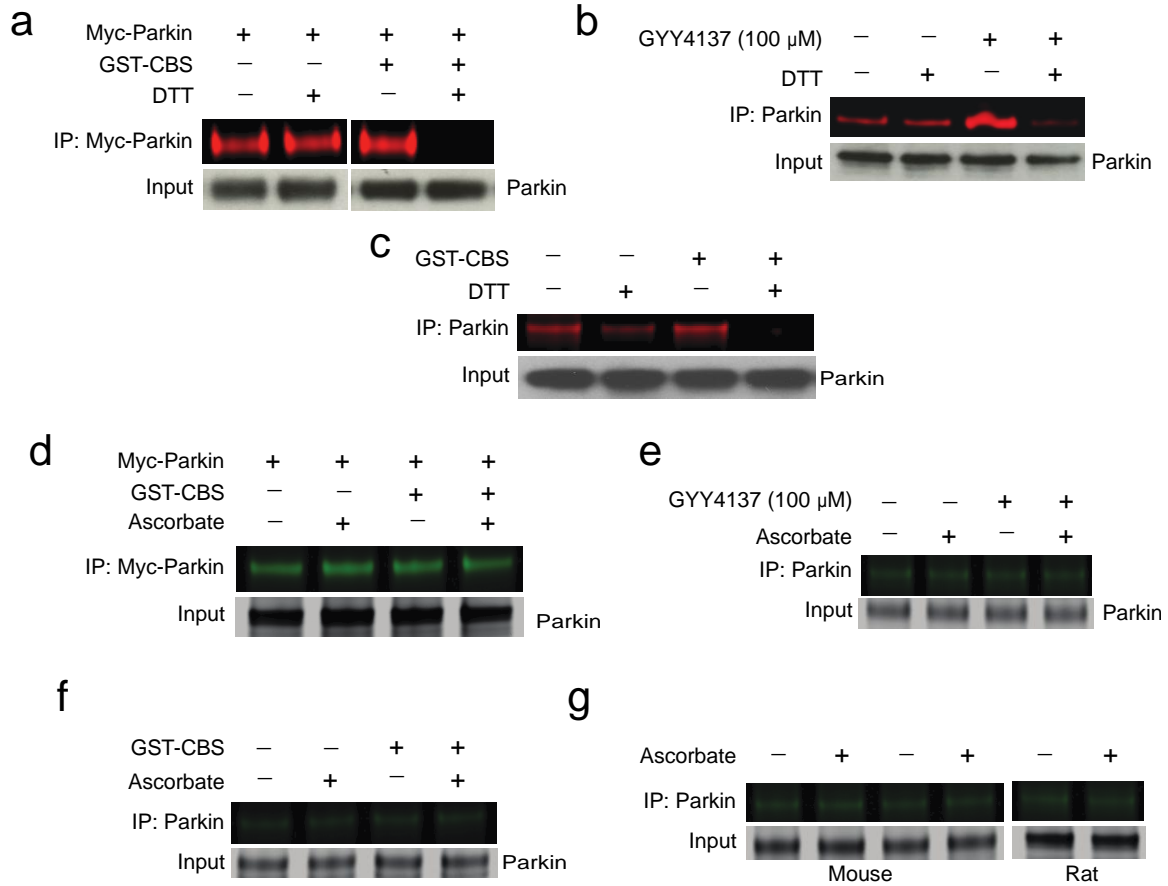 a
Myc-Parkin + + + +
GST-CBS – – + +
DTT – + – +
IP: Myc-Parkin
Input Parkin
b
GYY4137 (100 μM) – – + +
DTT – + – +
IP: Parkin
Input Parkin
c
GST-CBS – – + +
DTT – + – +
IP: Parkin
Input Parkin
d
Myc-Parkin + + + +
GST-CBS – – + +
Ascorbate – + – +
IP: Myc-Parkin
Input Parkin
e
GYY4137 (100 μM) – – + +
Ascorbate – + – +
IP: Parkin
Input Parkin
f
GST-CBS – – + +
Ascorbate – + – +
IP: Parkin
Input Parkin
g
Ascorbate – + – + – +
IP: Parkin
Input
Mouse Rat